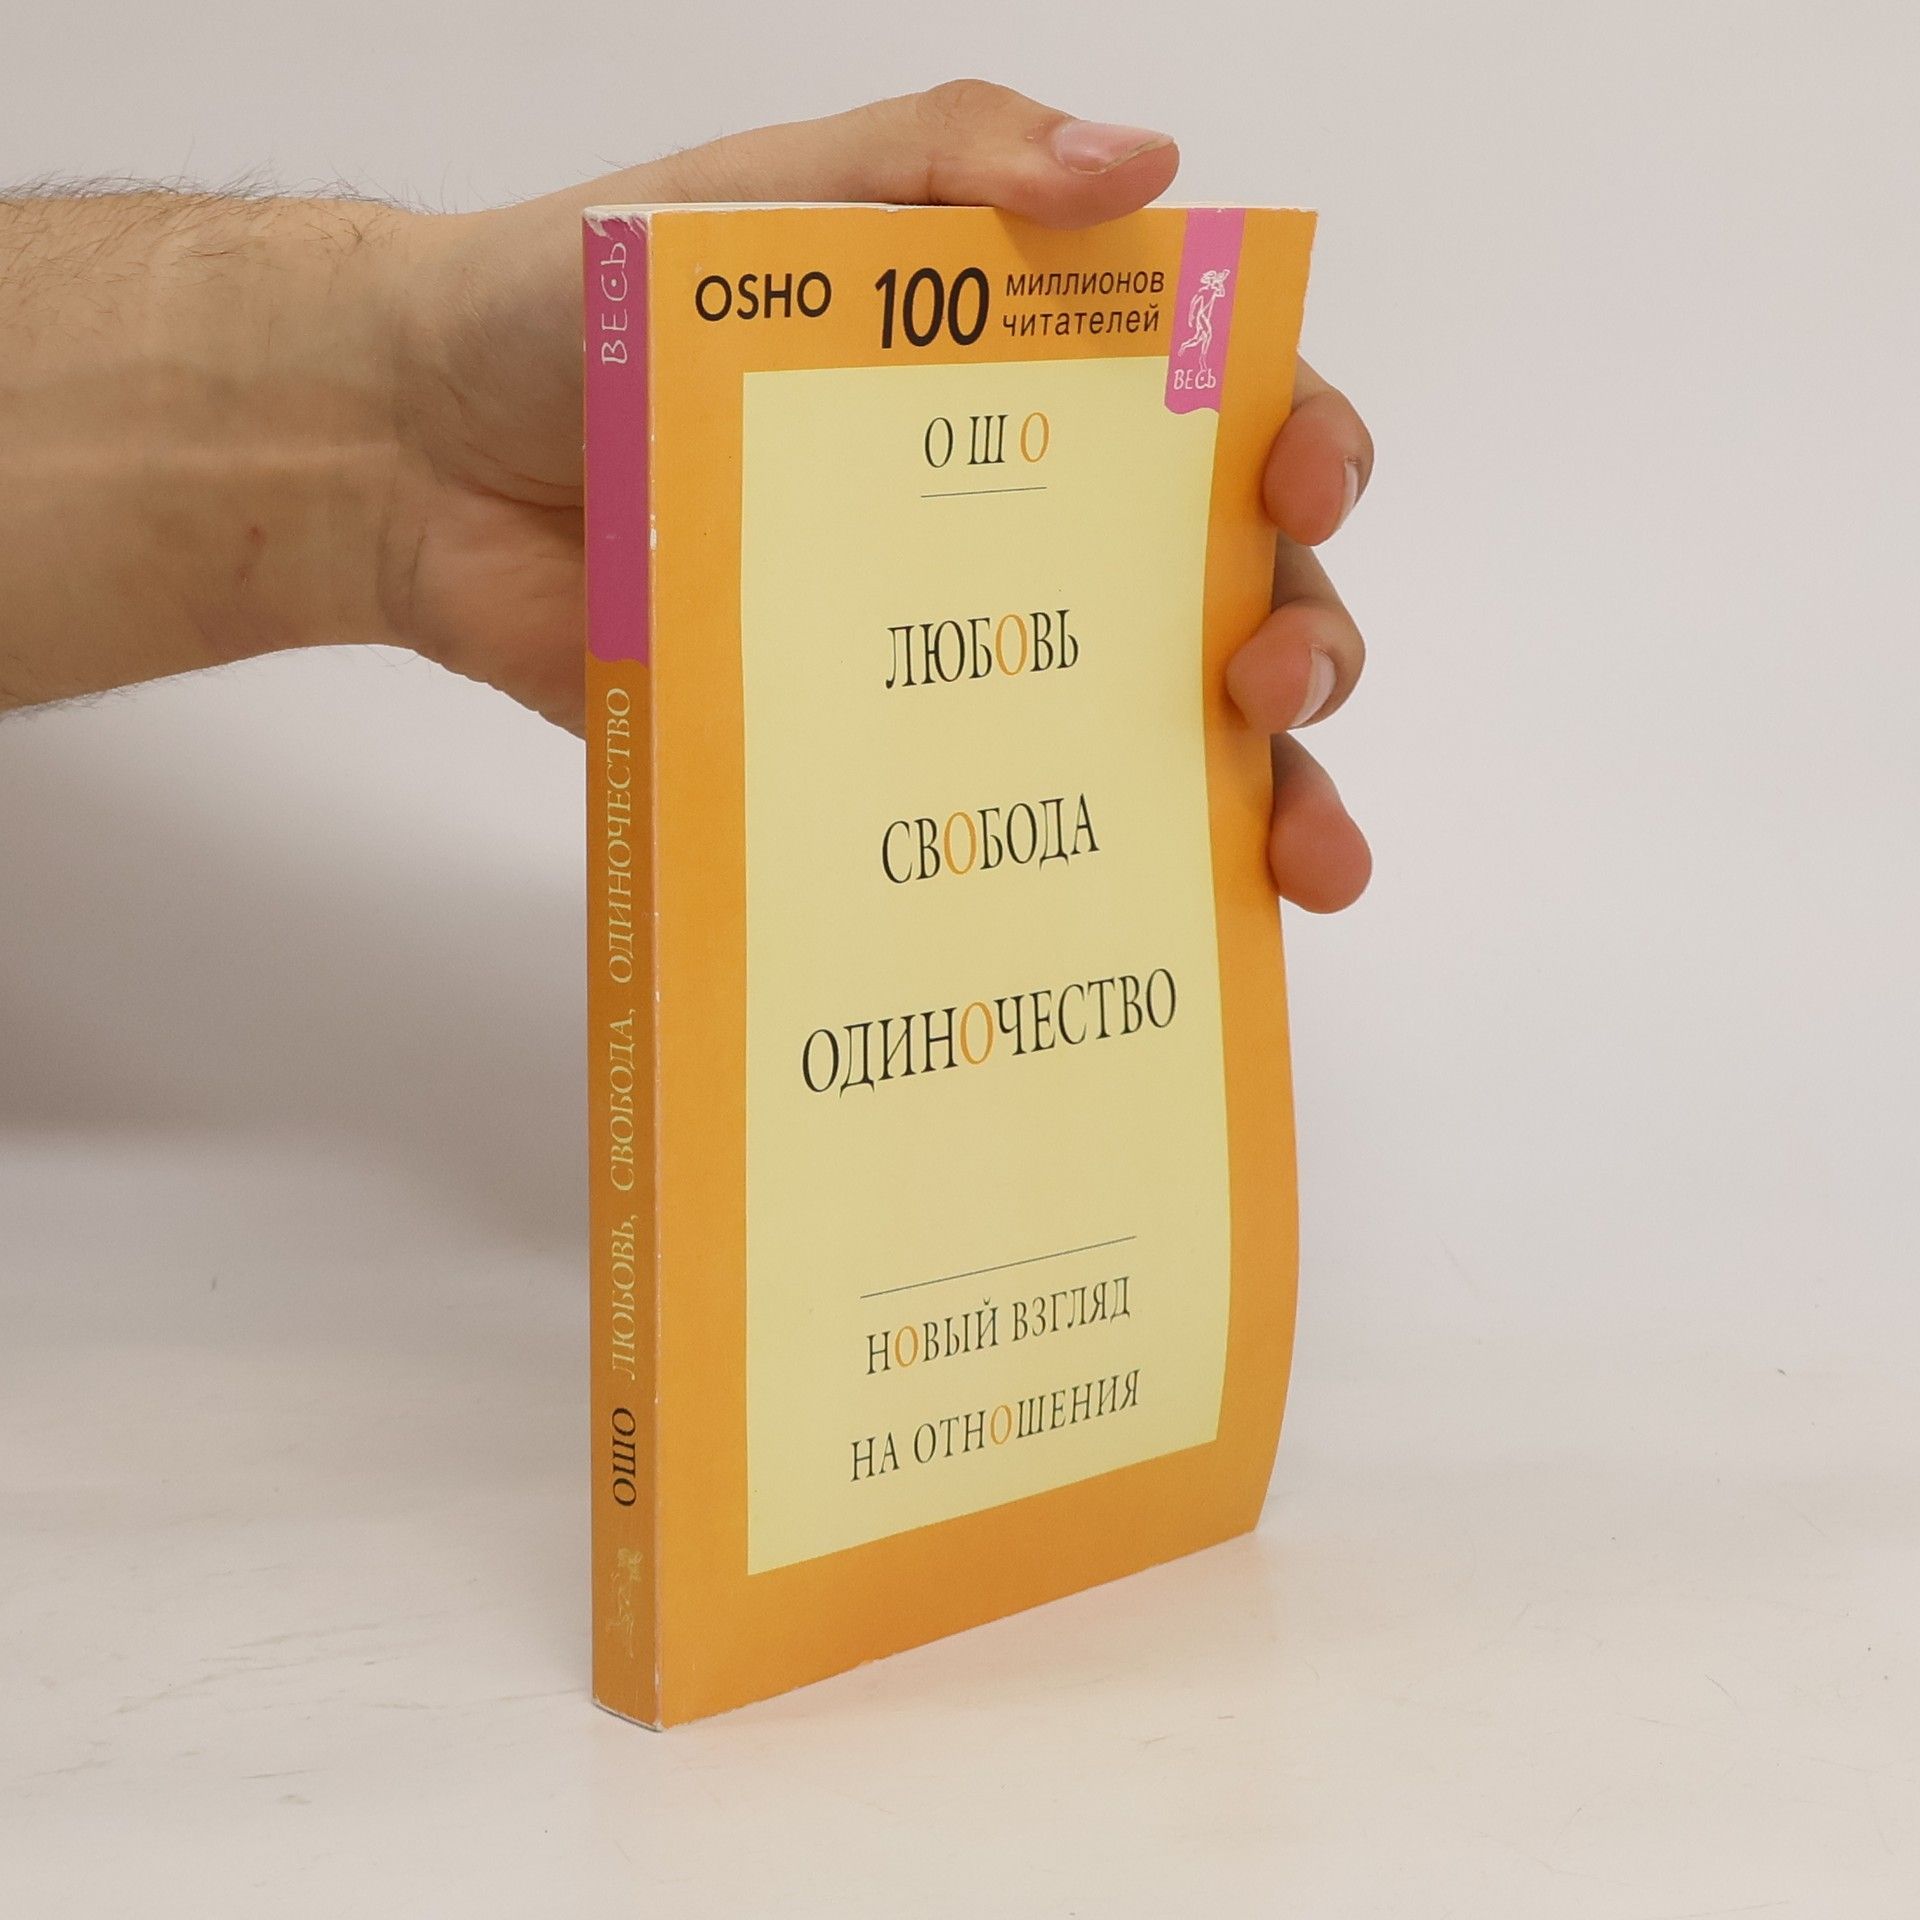 OSHO 100 миллионов
читателей
ВЕСЬ
ОШО
ЛЮБОВЬ
СВОБОДА
ОДИНОЧЕСТВО
НОВЫЙ ВЗГЛЯД
НА ОТНОШЕНИЯ
ОШО ЛЮБОВЬ, СВОБОДА, ОДИНОЧЕСТВО ВЕСЬ